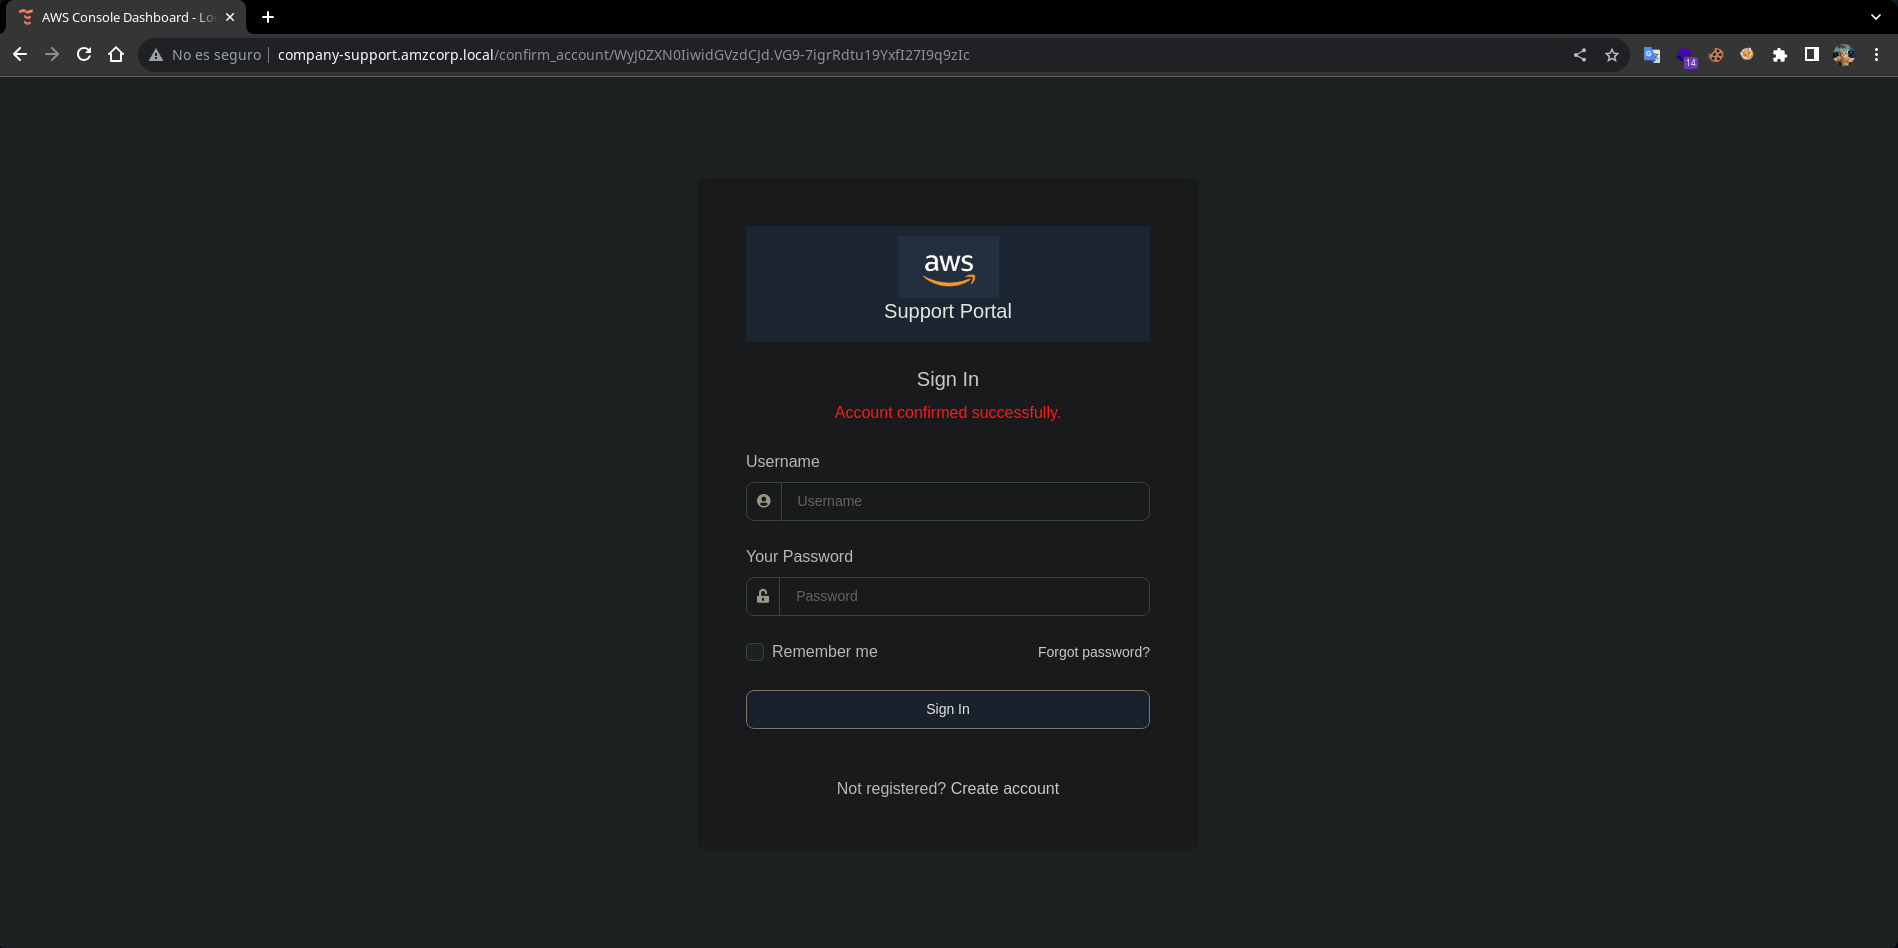 AWS Console Dashboard - Lo
No es seguro company-support.amzcorp.local/confirm_account/WyJ0ZXN0IiwidGVzdCJd.VG9-7igrRdtu19YxfI27I9q9zIc
14
aws
Support Portal
Sign In
Account confirmed successfully.
Username
Username
Your Password
Password
Remember me Forgot password?
Sign In
Not registered? Create account